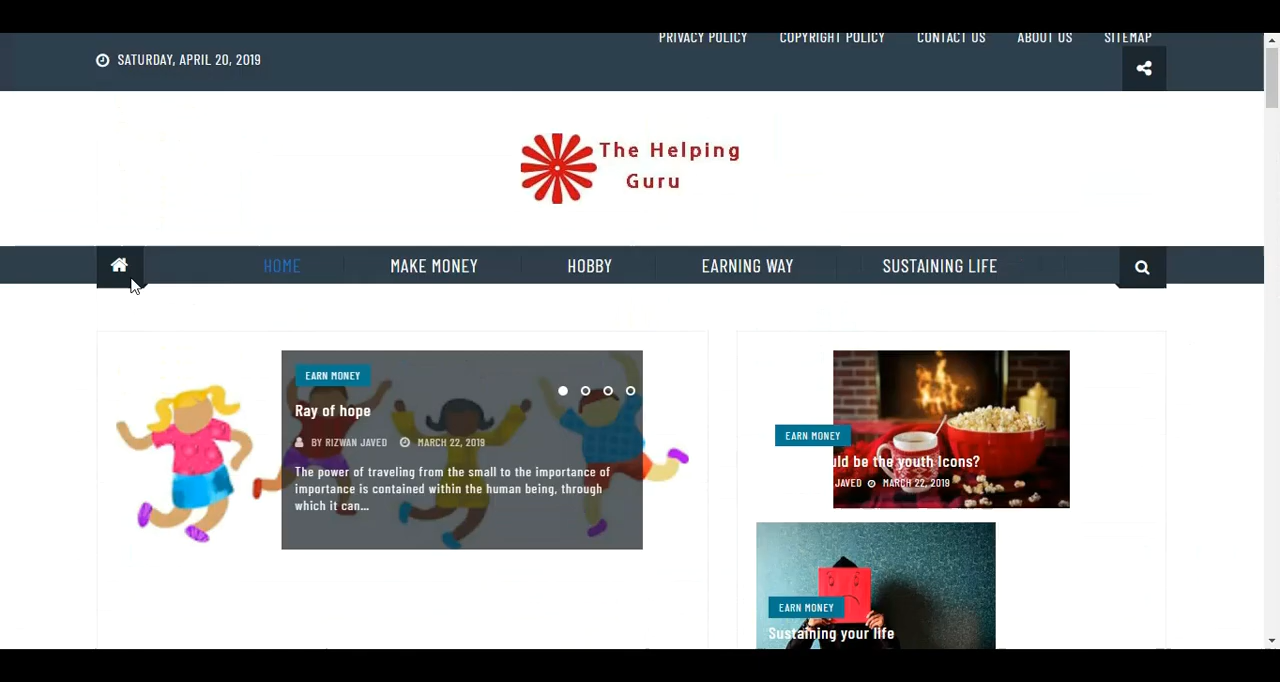 PRIVACY POLICY COPYRIGHT POLICY CONTACT US ABOUT US SITEMAP
SATURDAY, APRIL 20, 2019
The Helping
Guru
HOME MAKE MONEY HOBBY EARNING WAY SUSTAINING LIFE
EARN MONEY
Ray of hope
BY RIZWAN JAVED MARCH 22, 2019
The power of traveling from the small to the importance of
importance is contained within the human being, through
which it can...
EARN MONEY
be the youth Icons?
JAVED MARCH 22, 2019
EARN MONEY
Sustaining your life